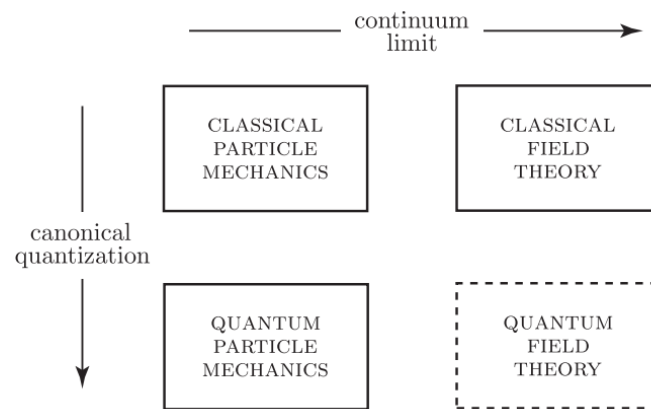 continuum
limit
CLASSICAL
PARTICLE
MECHANICS
CLASSICAL
FIELD
THEORY
canonical
quantization
QUANTUM
PARTICLE
MECHANICS
QUANTUM
FIELD
THEORY